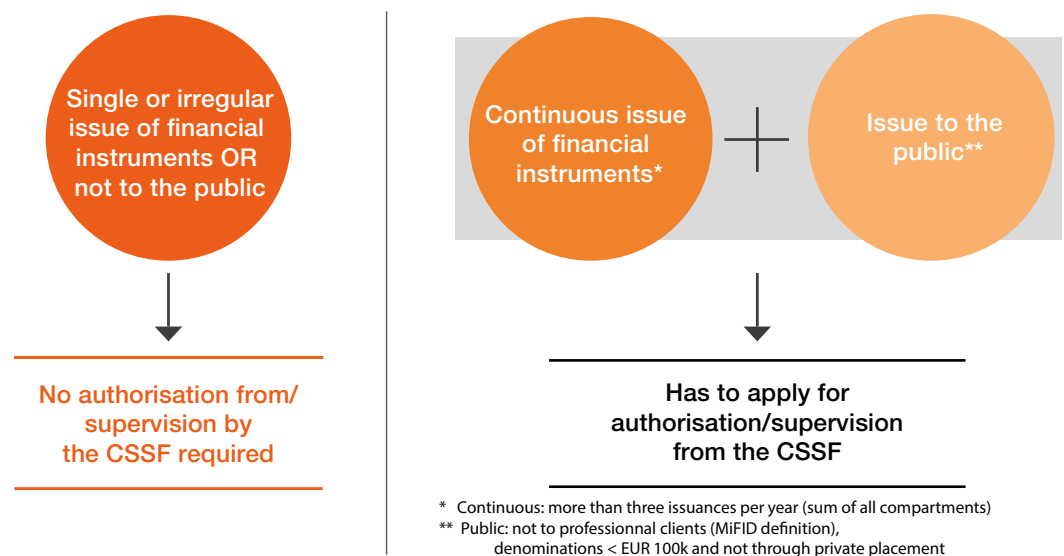 Single or irregular
issue of financial
instruments OR
not to the public
No authorisation from/
supervision by
the CSSF required
Continuous issue
of financial
instruments*
Issue to the
public**
Has to apply for
authorisation/supervision
from the CSSF
* Continuous: more than three issuances per year (sum of all compartments)
** Public: not to professionnal clients (MiFID definition),
denominations < EUR 100k and not through private placement